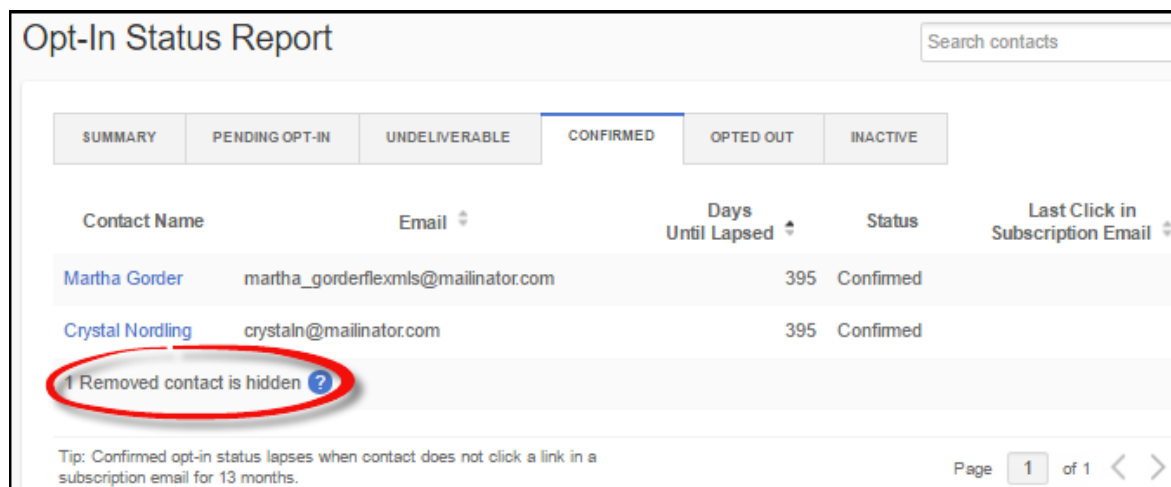 Opt-In Status Report
Search contacts
SUMMARY PENDING OPT-IN UNDELIVERABLE CONFIRMED OPTED OUT INACTIVE
Contact Name Email Days Until Lapsed Status Last Click in Subscription Email
Martha Gorder martha_gorderflexmls@mailinator.com 395 Confirmed
Crystal Nordling crystaln@mailinator.com 395 Confirmed
1 Removed contact is hidden ?
Tip: Confirmed opt-in status lapses when contact does not click a link in a
subscription email for 13 months.
Page 1 of 1